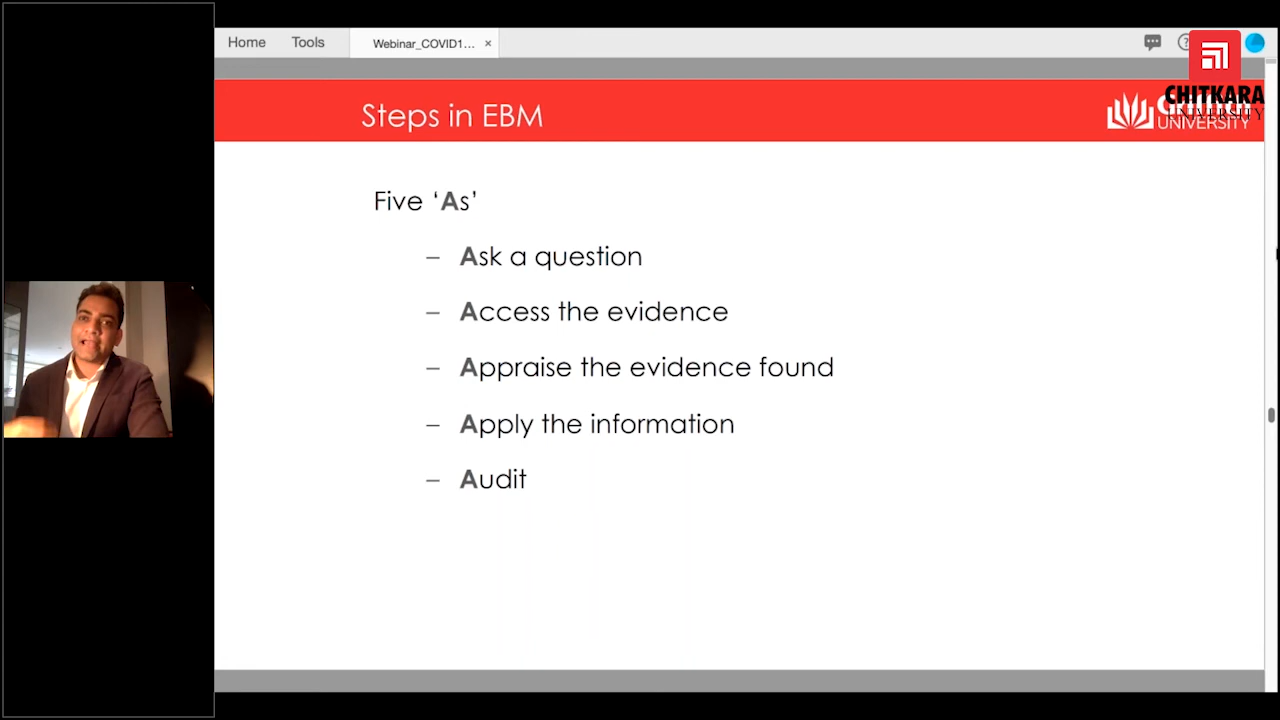 Home Tools Webinar_COVID1... ×
CHITKARA
UNIVERSITY
Steps in EBM
UNIVERSITY
Five ‘As’
– Ask a question
– Access the evidence
– Appraise the evidence found
– Apply the information
– Audit